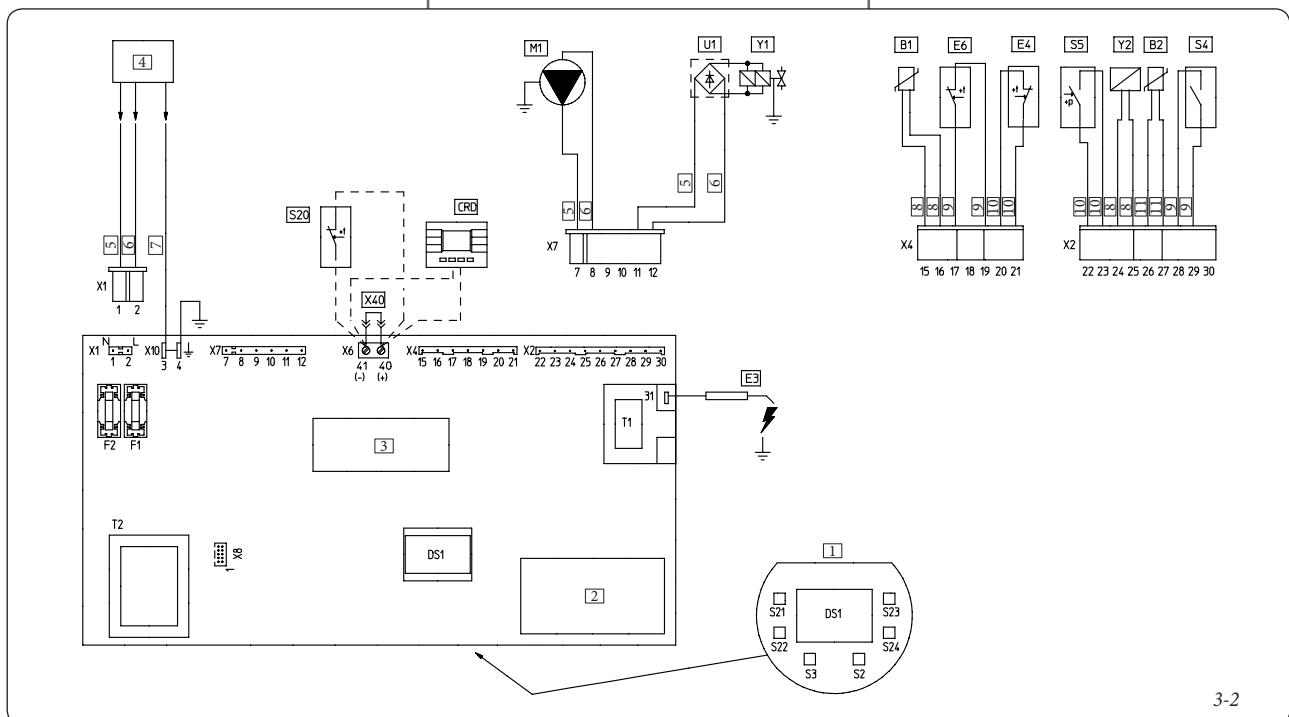 M1 U1 Y1 B1 E6 E4 S5 Y2 B2 S4
4
+t +t +p
S20 +t CRD
5 6 7
5 6 5 6
8 8 9 9 10 10
10 10 8 8 11 11 9 9
X1
1 2
X7
7 8 9 10 11 12
X4
15 16 17 18 19 20 21
X2
22 23 24 25 26 27 28 29 30
X40
X1 N L X10 X7 X6 X4 X2
1 2 3 4 7 8 9 10 11 12 41 40 15 16 17 18 19 20 21 22 23 24 25 26 27 28 29 30
(-) (+)
31 E3
T1
F2 F1
3
T2
X8
1
DS1
2
1
S21 DS1 S23
S22 S24
S3 S2
3-2